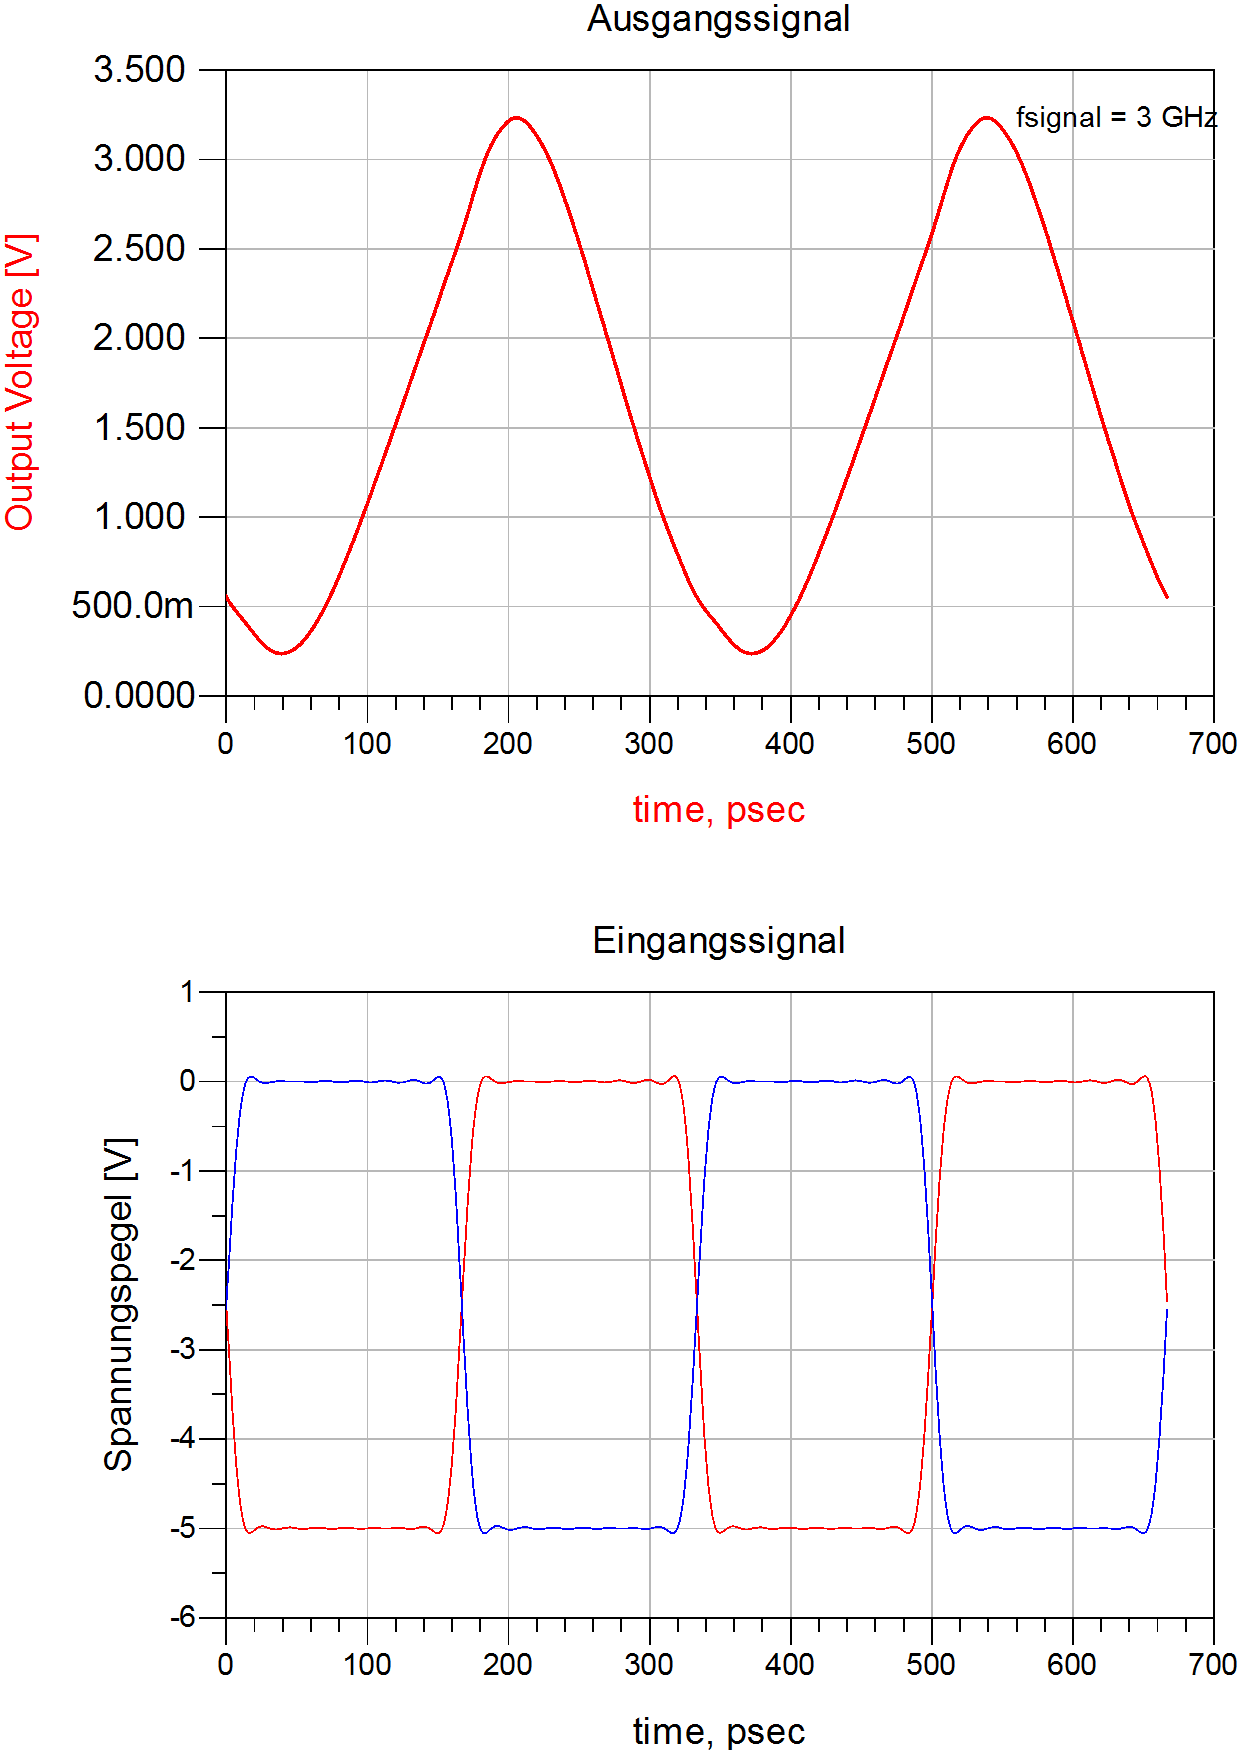 Ausgangssignal
3.500
3.000
2.500
2.000
1.500
1.000
500.0m
0.0000
Output Voltage [V]
fsignal = 3 GHz
0 100 200 300 400 500 600 700
time, psec
Eingangssignal
1
0
-1
-2
-3
-4
-5
-6
Spannungspegel [V]
0 100 200 300 400 500 600 700
time, psec